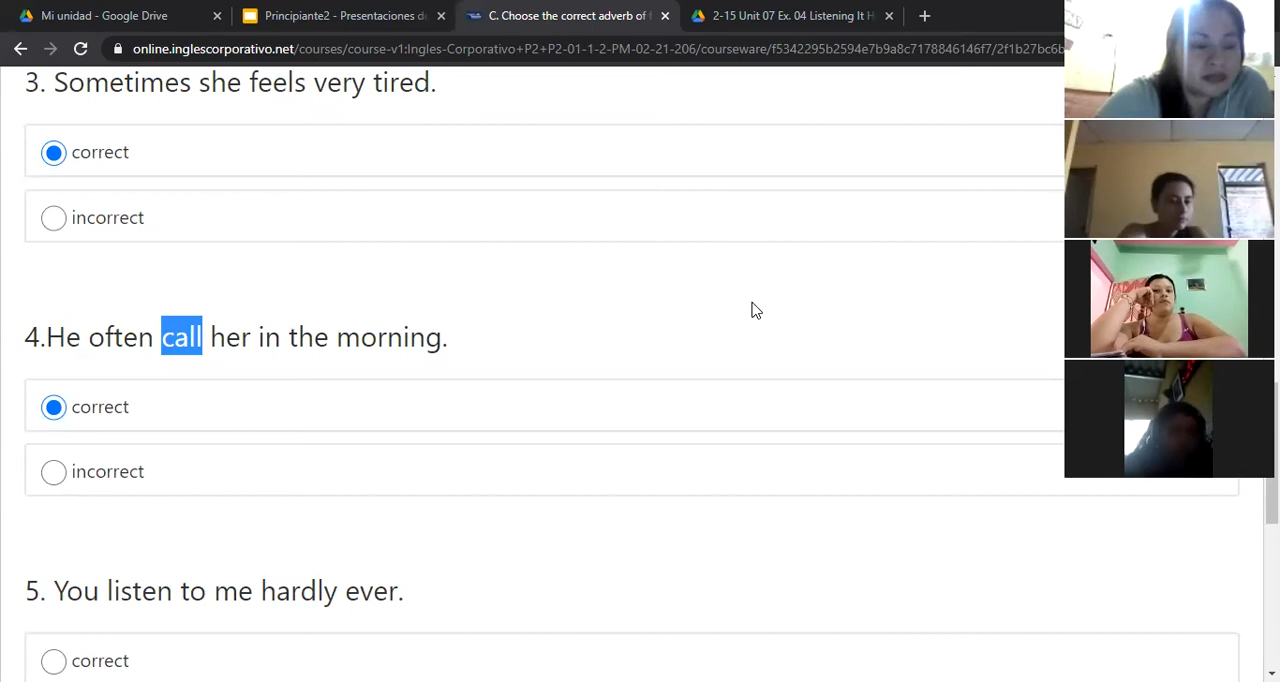 Mi unidad - Google Drive
Principiante2 - Presentaciones d
C. Choose the correct adverb of f
2-15 Unit 07 Ex. 04 Listening It H
online.inglescorporativo.net/courses/course-v1:Ingles-Corporativo+P2+P2-01-1-2-PM-02-21-206/courseware/f5342295b2594e7b9a8c7178846146f7/2f1b27bc6b
3. Sometimes she feels very tired.
correct
incorrect
4.He often call her in the morning.
correct
incorrect
5. You listen to me hardly ever.
correct